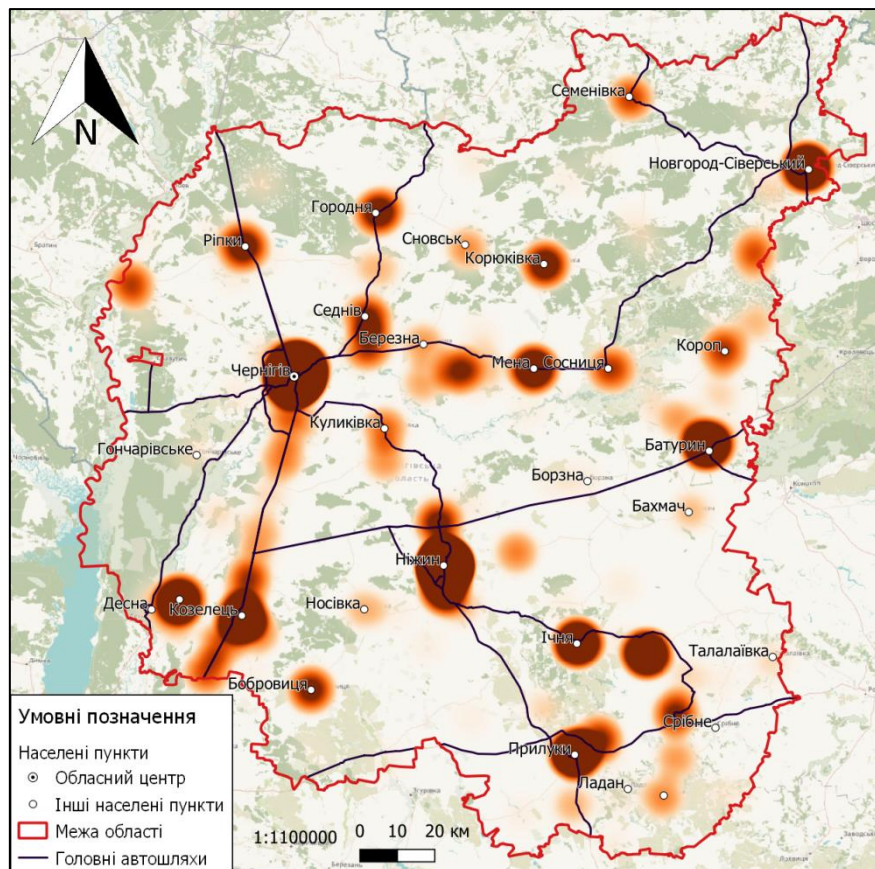 N
Семенівка
Новгород-Сіверський
Городня
Ріпки
Сновськ
Корюківка
Седнів
Березна
Короп
Чернігів
Мена
Сосниця
Куликівка
Батурин
Гончарівське
Борзна
Бахмач
Ніжин
Десна
Козелець
Носівка
Ічня
Талалаївка
Бобровиця
Срібне
Прилуки
Ладан
Умовні позначення
Населені пункти
Обласний центр
Інші населені пункти
Межа області
Головні автошляхи
1:1100000 0 10 20 км